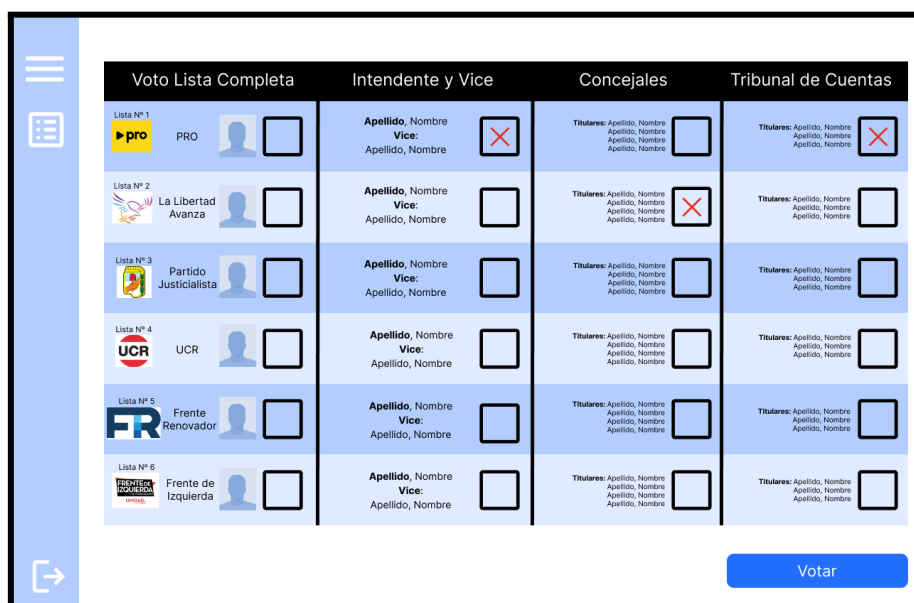 Voto Lista Completa Intendente y Vice Concejales Tribunal de Cuentas
Lista Nº 1
pro
PRO
Apellido, Nombre
Vice:
Apellido, Nombre
Titulares: Apellido, Nombre
Apellido, Nombre
Apellido, Nombre
Apellido, Nombre
Titulares: Apellido, Nombre
Apellido, Nombre
Apellido, Nombre
Lista Nº 2
La Libertad
Avanza
Apellido, Nombre
Vice:
Apellido, Nombre
Titulares: Apellido, Nombre
Apellido, Nombre
Apellido, Nombre
Apellido, Nombre
Titulares: Apellido, Nombre
Apellido, Nombre
Apellido, Nombre
Lista Nº 3
Partido
Justicialista
Apellido, Nombre
Vice:
Apellido, Nombre
Titulares: Apellido, Nombre
Apellido, Nombre
Apellido, Nombre
Apellido, Nombre
Titulares: Apellido, Nombre
Apellido, Nombre
Apellido, Nombre
Lista Nº 4
UCR
UCR
Apellido, Nombre
Vice:
Apellido, Nombre
Titulares: Apellido, Nombre
Apellido, Nombre
Apellido, Nombre
Apellido, Nombre
Titulares: Apellido, Nombre
Apellido, Nombre
Apellido, Nombre
Lista Nº 5
FR
Frente
Renovador
Apellido, Nombre
Vice:
Apellido, Nombre
Titulares: Apellido, Nombre
Apellido, Nombre
Apellido, Nombre
Apellido, Nombre
Titulares: Apellido, Nombre
Apellido, Nombre
Apellido, Nombre
Lista Nº 6
FRENTE DE
IZQUIERDA
UNIDAD
Frente de
Izquierda
Apellido, Nombre
Vice:
Apellido, Nombre
Titulares: Apellido, Nombre
Apellido, Nombre
Apellido, Nombre
Apellido, Nombre
Titulares: Apellido, Nombre
Apellido, Nombre
Apellido, Nombre
Votar